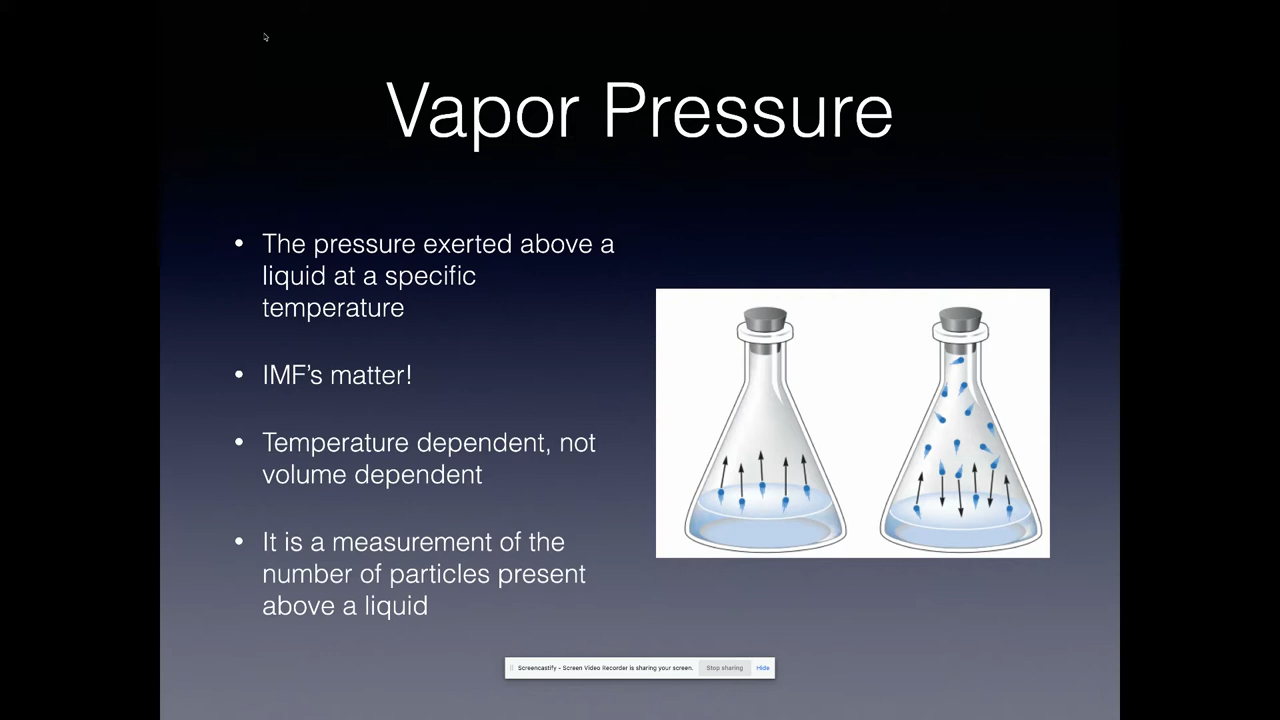 Vapor Pressure
• The pressure exerted above a
liquid at a specific
temperature
• IMF's matter!
• Temperature dependent, not
volume dependent
• It is a measurement of the
number of particles present
above a liquid
Screencastify - Screen Video Recorder is sharing your screen. Stop sharing Hide